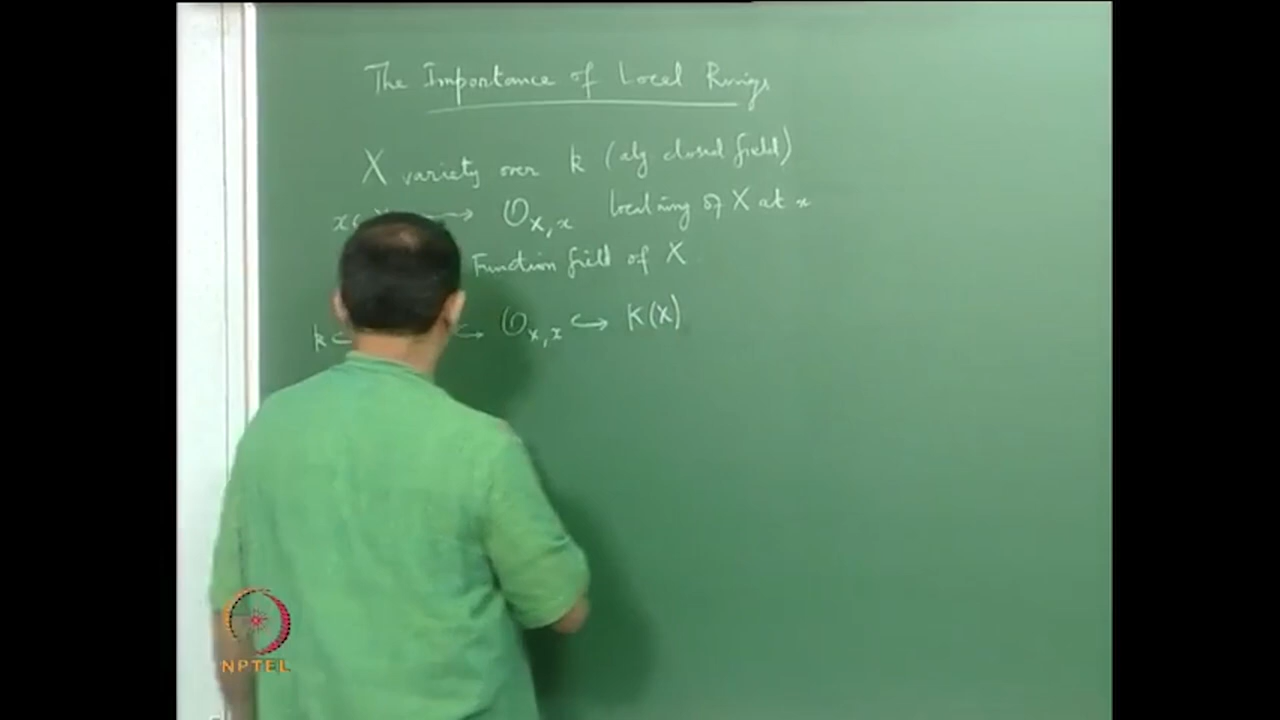 The Importance of Local Rings
X variety over k (alg closed field)
x ⟶ O_{X,x} local ring of X at x
Function field of X
k ↪ ↪ O_{X,x} ↪ K(X)
NPTEL